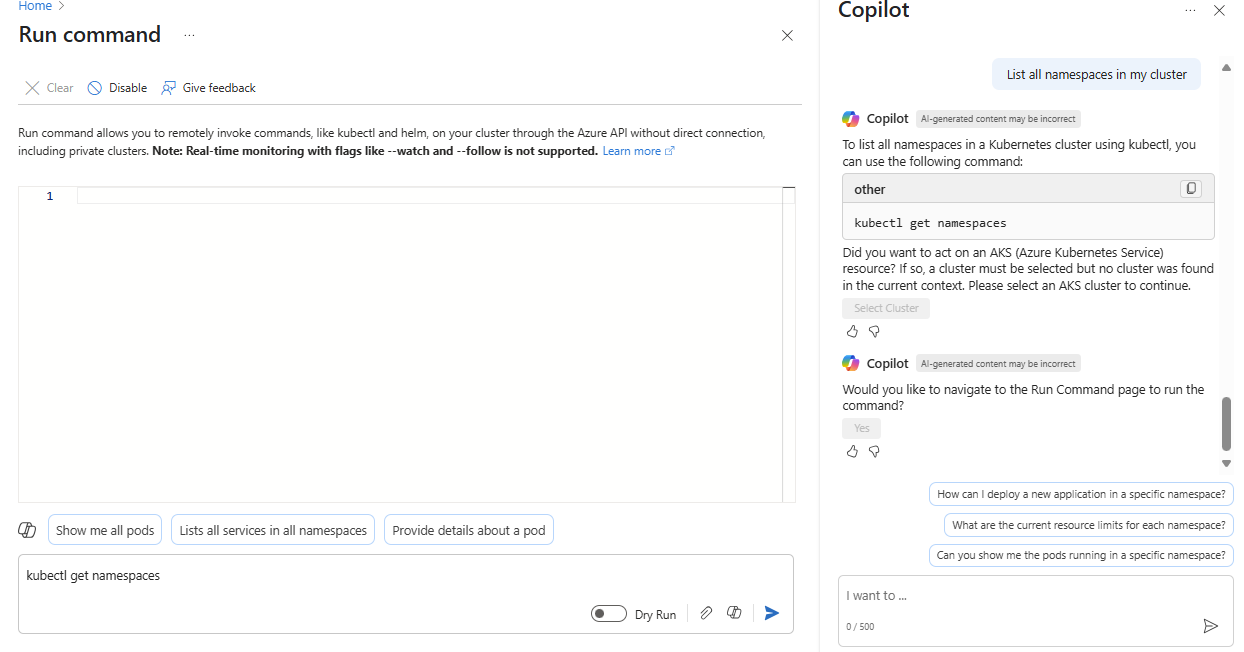 Home
Run command
...
Clear
Disable
Give feedback
Run command allows you to remotely invoke commands, like kubectl and helm, on your cluster through the Azure API without direct connection,
including private clusters. Note: Real-time monitoring with flags like --watch and --follow is not supported. Learn more
1
Show me all pods
Lists all services in all namespaces
Provide details about a pod
kubectl get namespaces
Dry Run
Copilot
...
List all namespaces in my cluster
Copilot AI-generated content may be incorrect
To list all namespaces in a Kubernetes cluster using kubectl, you
can use the following command:
other
kubectl get namespaces
Did you want to act on an AKS (Azure Kubernetes Service)
resource? If so, a cluster must be selected but no cluster was found
in the current context. Please select an AKS cluster to continue.
Select Cluster
Copilot AI-generated content may be incorrect
Would you like to navigate to the Run Command page to run the
command?
Yes
How can I deploy a new application in a specific namespace?
What are the current resource limits for each namespace?
Can you show me the pods running in a specific namespace?
I want to ...
0 / 500